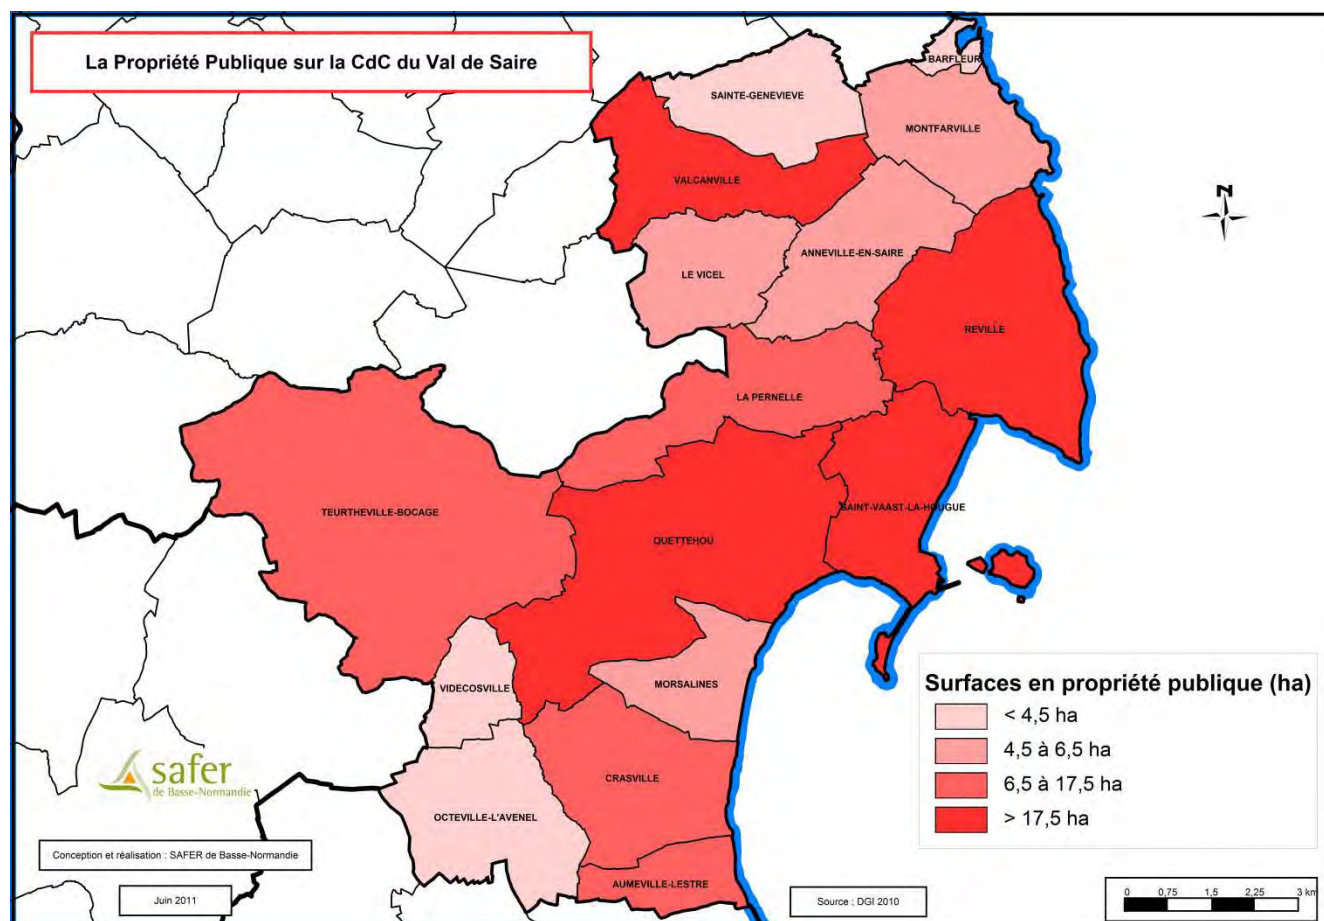 La Propriété Publique sur la CdC du Val de Saire
BARFLEUR
SAINTE-GENEVIEVE
MONTFARVILLE
VALCANVILLE
N
ANNEVILLE-EN-SAIRE
LE VICEL
REVILLE
LA PERNELLE
TEURTHEVILLE-BOCAGE
SAINT-VAAST-LA-HOUGUE
QUETTEHOU
VIDECOSVILLE
MORSALINES
Surfaces en propriété publique (ha)
< 4,5 ha
4,5 à 6,5 ha
6,5 à 17,5 ha
> 17,5 ha
safer
de Basse-Normandie
CRASVILLE
OCTEVILLE-L'AVENEL
Conception et réalisation : SAFER de Basse-Normandie
AUMEVILLE-LESTRE
Juin 2011
Source : DGI 2010
0 0,75 1,5 2,25 3 km